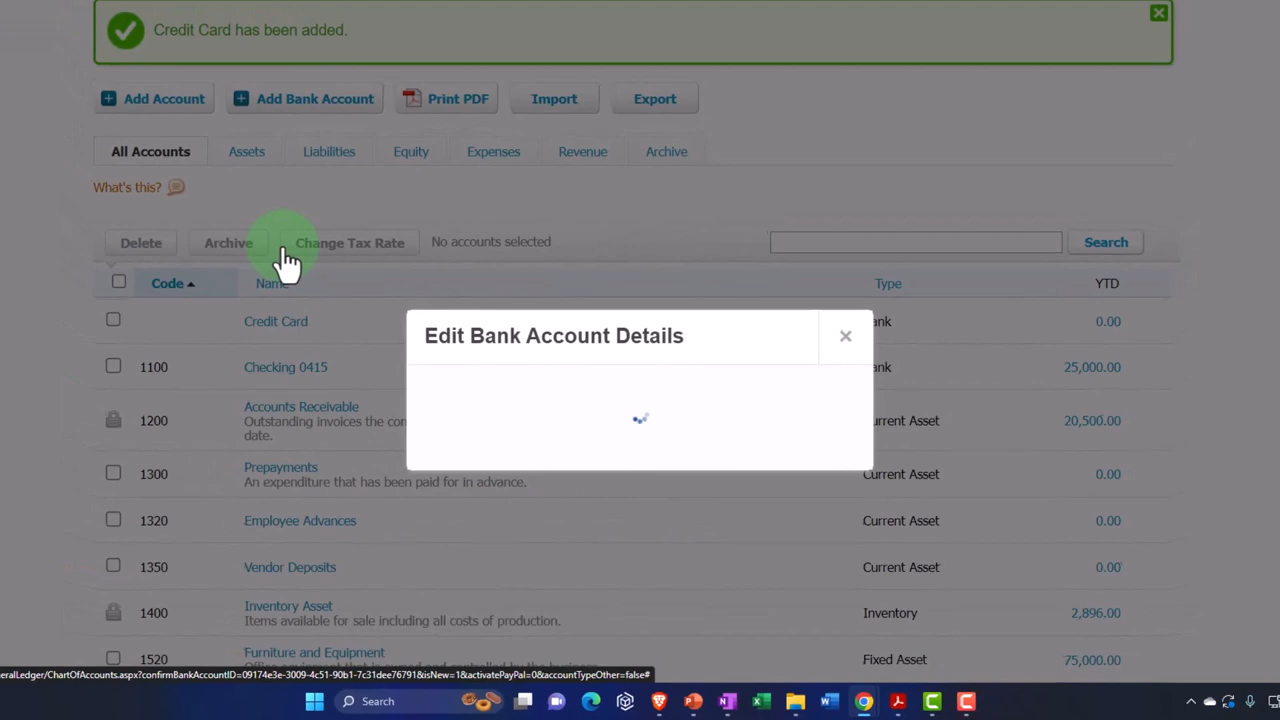 Credit Card has been added.
Add Account Add Bank Account Print PDF Import Export
All Accounts Assets Liabilities Equity Expenses Revenue Archive
What's this?
Delete Archive Change Tax Rate No accounts selected Search
Code Name Type YTD
Credit Card ank 0.00
Edit Bank Account Details
1100 Checking 0415 ank 25,000.00
Accounts Receivable
1200 Outstanding invoices the com urrent Asset 20,500.00
date.
Prepayments
1300 An expenditure that has been paid for in advance. Current Asset 0.00
1320 Employee Advances Current Asset 0.00
1350 Vendor Deposits Current Asset 0.00
Inventory Asset
1400 Items available for sale including all costs of production. Inventory 2,896.00
Furniture and Equipment
1520 Fixed Asset 75,000.00
neralLedger/ChartOfAccounts.aspx?confirmBankAccountID=09174e3e-3009-4c51-90b1-7c31dee76791&isNew=1&activatePayPal=0&accountTypeOther=false#
Search